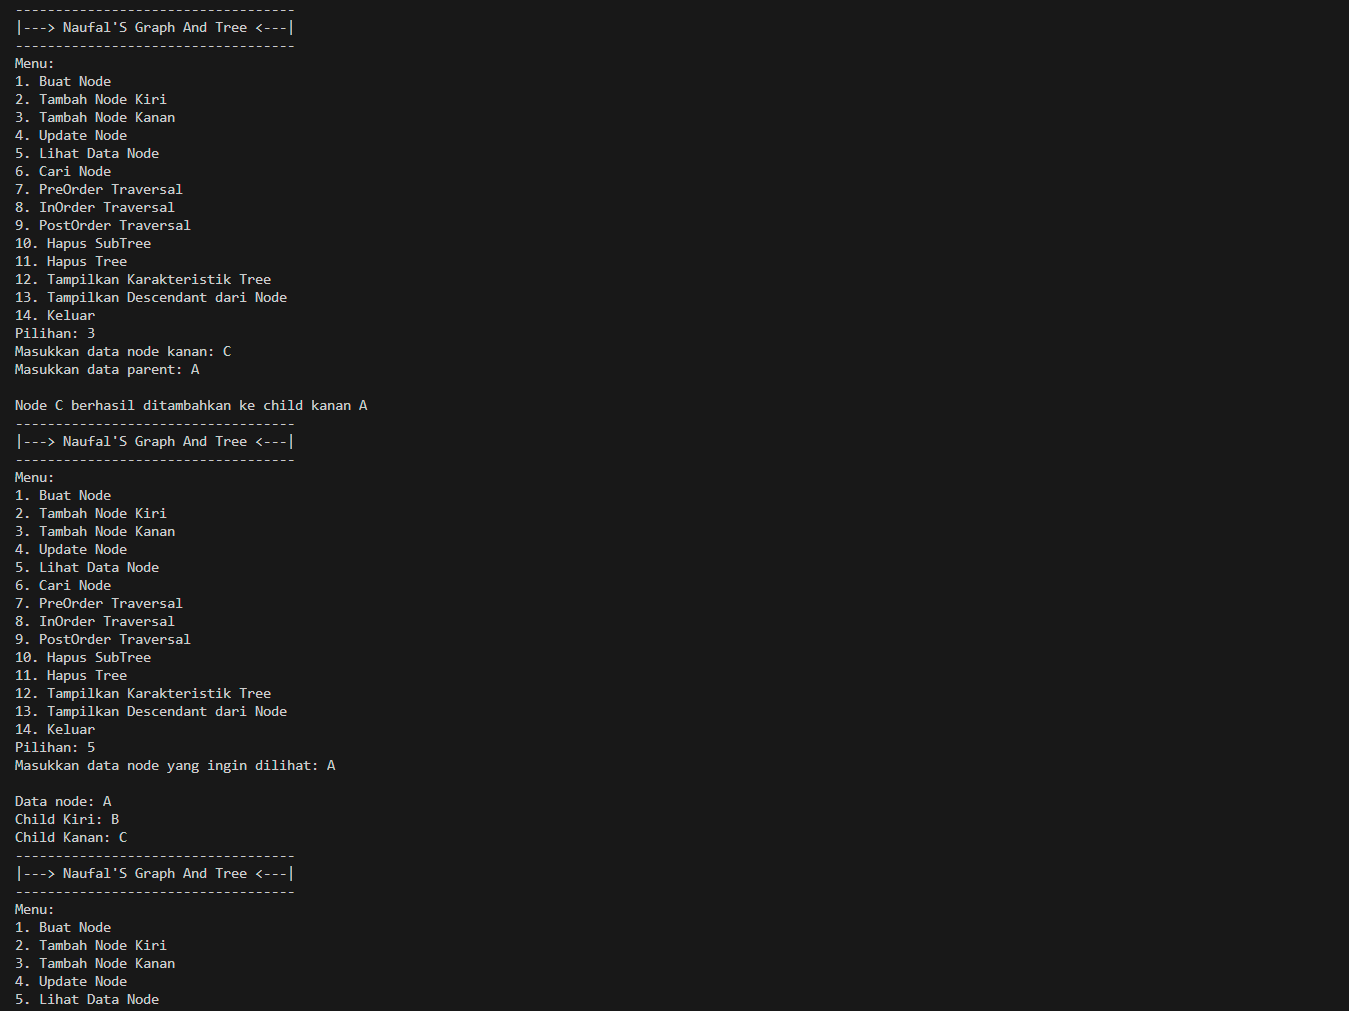 -----------------------------------
|---> Naufal'S Graph And Tree <---|
-----------------------------------
Menu:
1. Buat Node
2. Tambah Node Kiri
3. Tambah Node Kanan
4. Update Node
5. Lihat Data Node
6. Cari Node
7. PreOrder Traversal
8. InOrder Traversal
9. PostOrder Traversal
10. Hapus SubTree
11. Hapus Tree
12. Tampilkan Karakteristik Tree
13. Tampilkan Descendant dari Node
14. Keluar
Pilihan: 3
Masukkan data node kanan: C
Masukkan data parent: A

Node C berhasil ditambahkan ke child kanan A
-----------------------------------
|---> Naufal'S Graph And Tree <---|
-----------------------------------
Menu:
1. Buat Node
2. Tambah Node Kiri
3. Tambah Node Kanan
4. Update Node
5. Lihat Data Node
6. Cari Node
7. PreOrder Traversal
8. InOrder Traversal
9. PostOrder Traversal
10. Hapus SubTree
11. Hapus Tree
12. Tampilkan Karakteristik Tree
13. Tampilkan Descendant dari Node
14. Keluar
Pilihan: 5
Masukkan data node yang ingin dilihat: A

Data node: A
Child Kiri: B
Child Kanan: C
-----------------------------------
|---> Naufal'S Graph And Tree <---|
-----------------------------------
Menu:
1. Buat Node
2. Tambah Node Kiri
3. Tambah Node Kanan
4. Update Node
5. Lihat Data Node